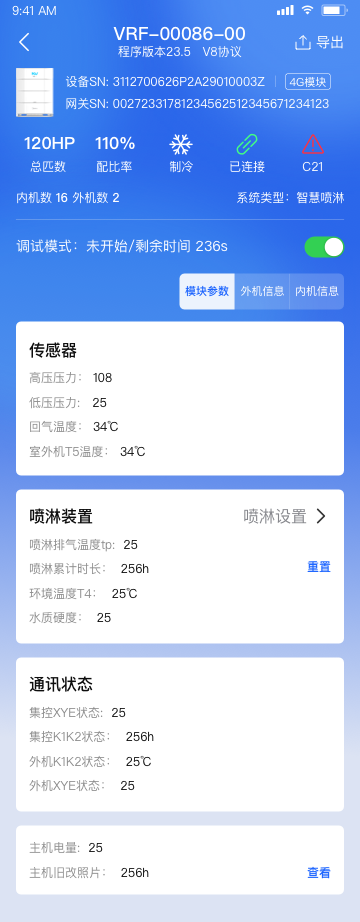 9:41 AM
VRF-00086-00
程序版本23.5 V8协议
导出
设备SN: 3112700626P2A29010003Z
4G模块
网关SN: 00272331781234562512345671234123
120HP 110%
总匹数 配比率 制冷 已连接 C21
内机数 16 外机数 2 系统类型：智慧喷淋
调试模式：未开始/剩余时间 236s
模块参数 外机信息 内机信息
传感器
高压压力： 108
低压压力: 25
回气温度： 34℃
室外机T5温度： 34℃
喷淋装置 喷淋设置
喷淋排气温度tp: 25
喷淋累计时长： 256h 重置
环境温度T4： 25℃
水质硬度： 25
通讯状态
集控XYE状态: 25
集控K1K2状态： 256h
外机K1K2状态： 25℃
外机XYE状态： 25
主机电量: 25
主机旧改照片： 256h 查看